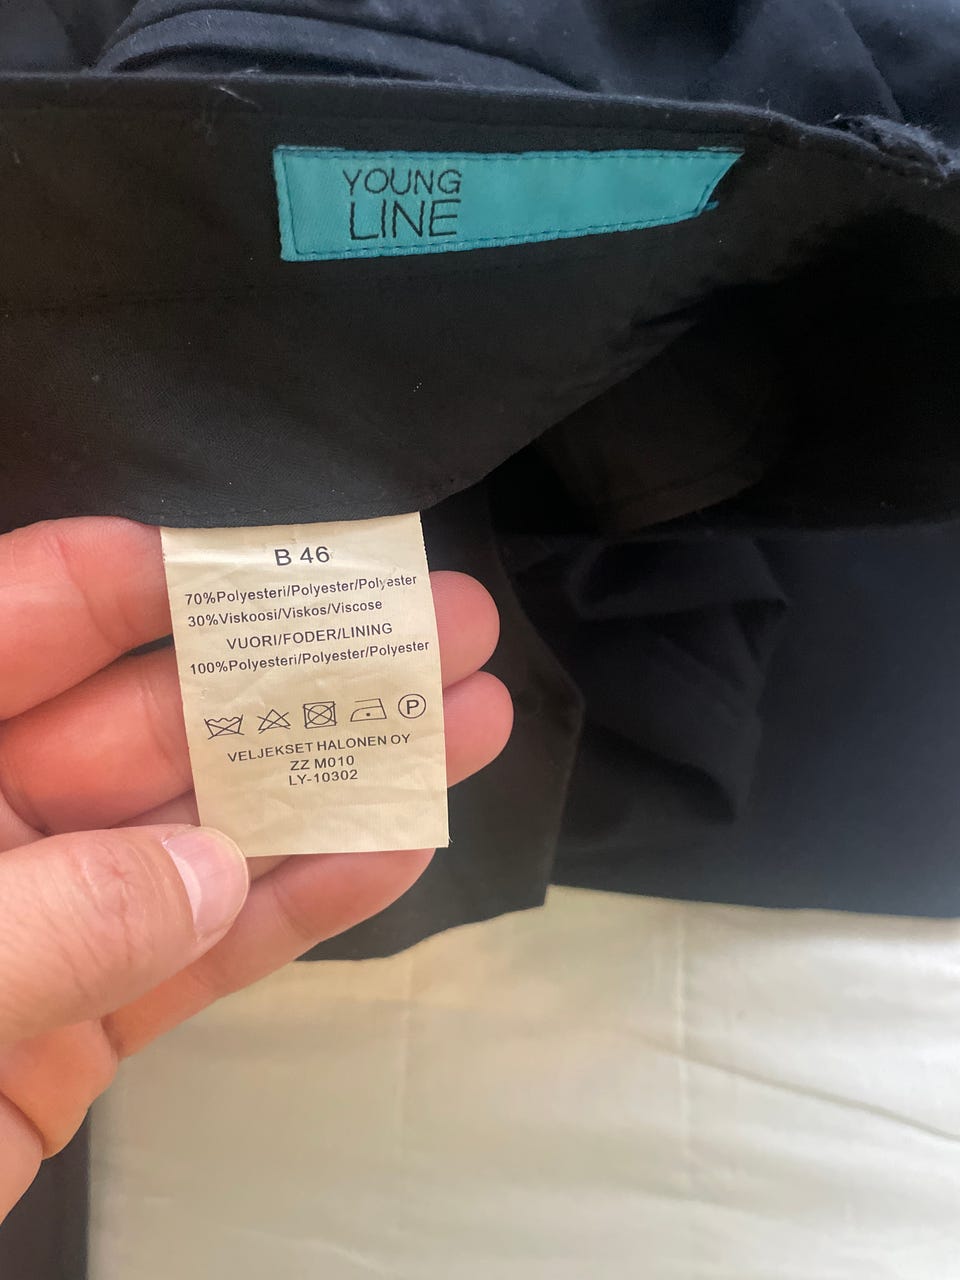 YOUNG
LINE
B 46
70%Polyesteri/Polyester/Polyester
30%Viskoosi/Viskos/Viscose
VUORI/FODER/LINING
100%Polyesteri/Polyester/Polyester
P
VELJEKSET HALONEN OY
ZZ M010
LY-10302